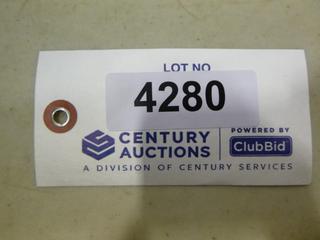 LOT NO
4280
CENTURY AUCTIONS
POWERED BY
ClubBid
A DIVISION OF CENTURY SERVICES